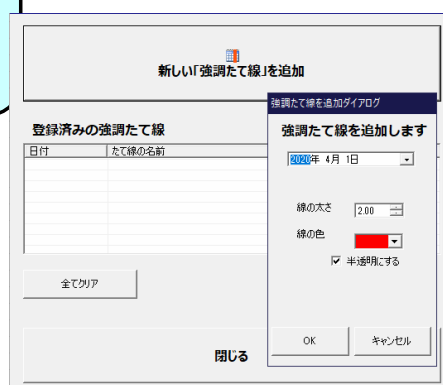 新しい「強調たて線」を追加
登録済みの強調たて線
日付 たて線の名前
全てクリア
閉じる
強調たて線を追加ダイアログ
強調たて線を追加します
2020年 4月 1日
線の太さ 2.00
線の色
半透明にする
OK キャンセル